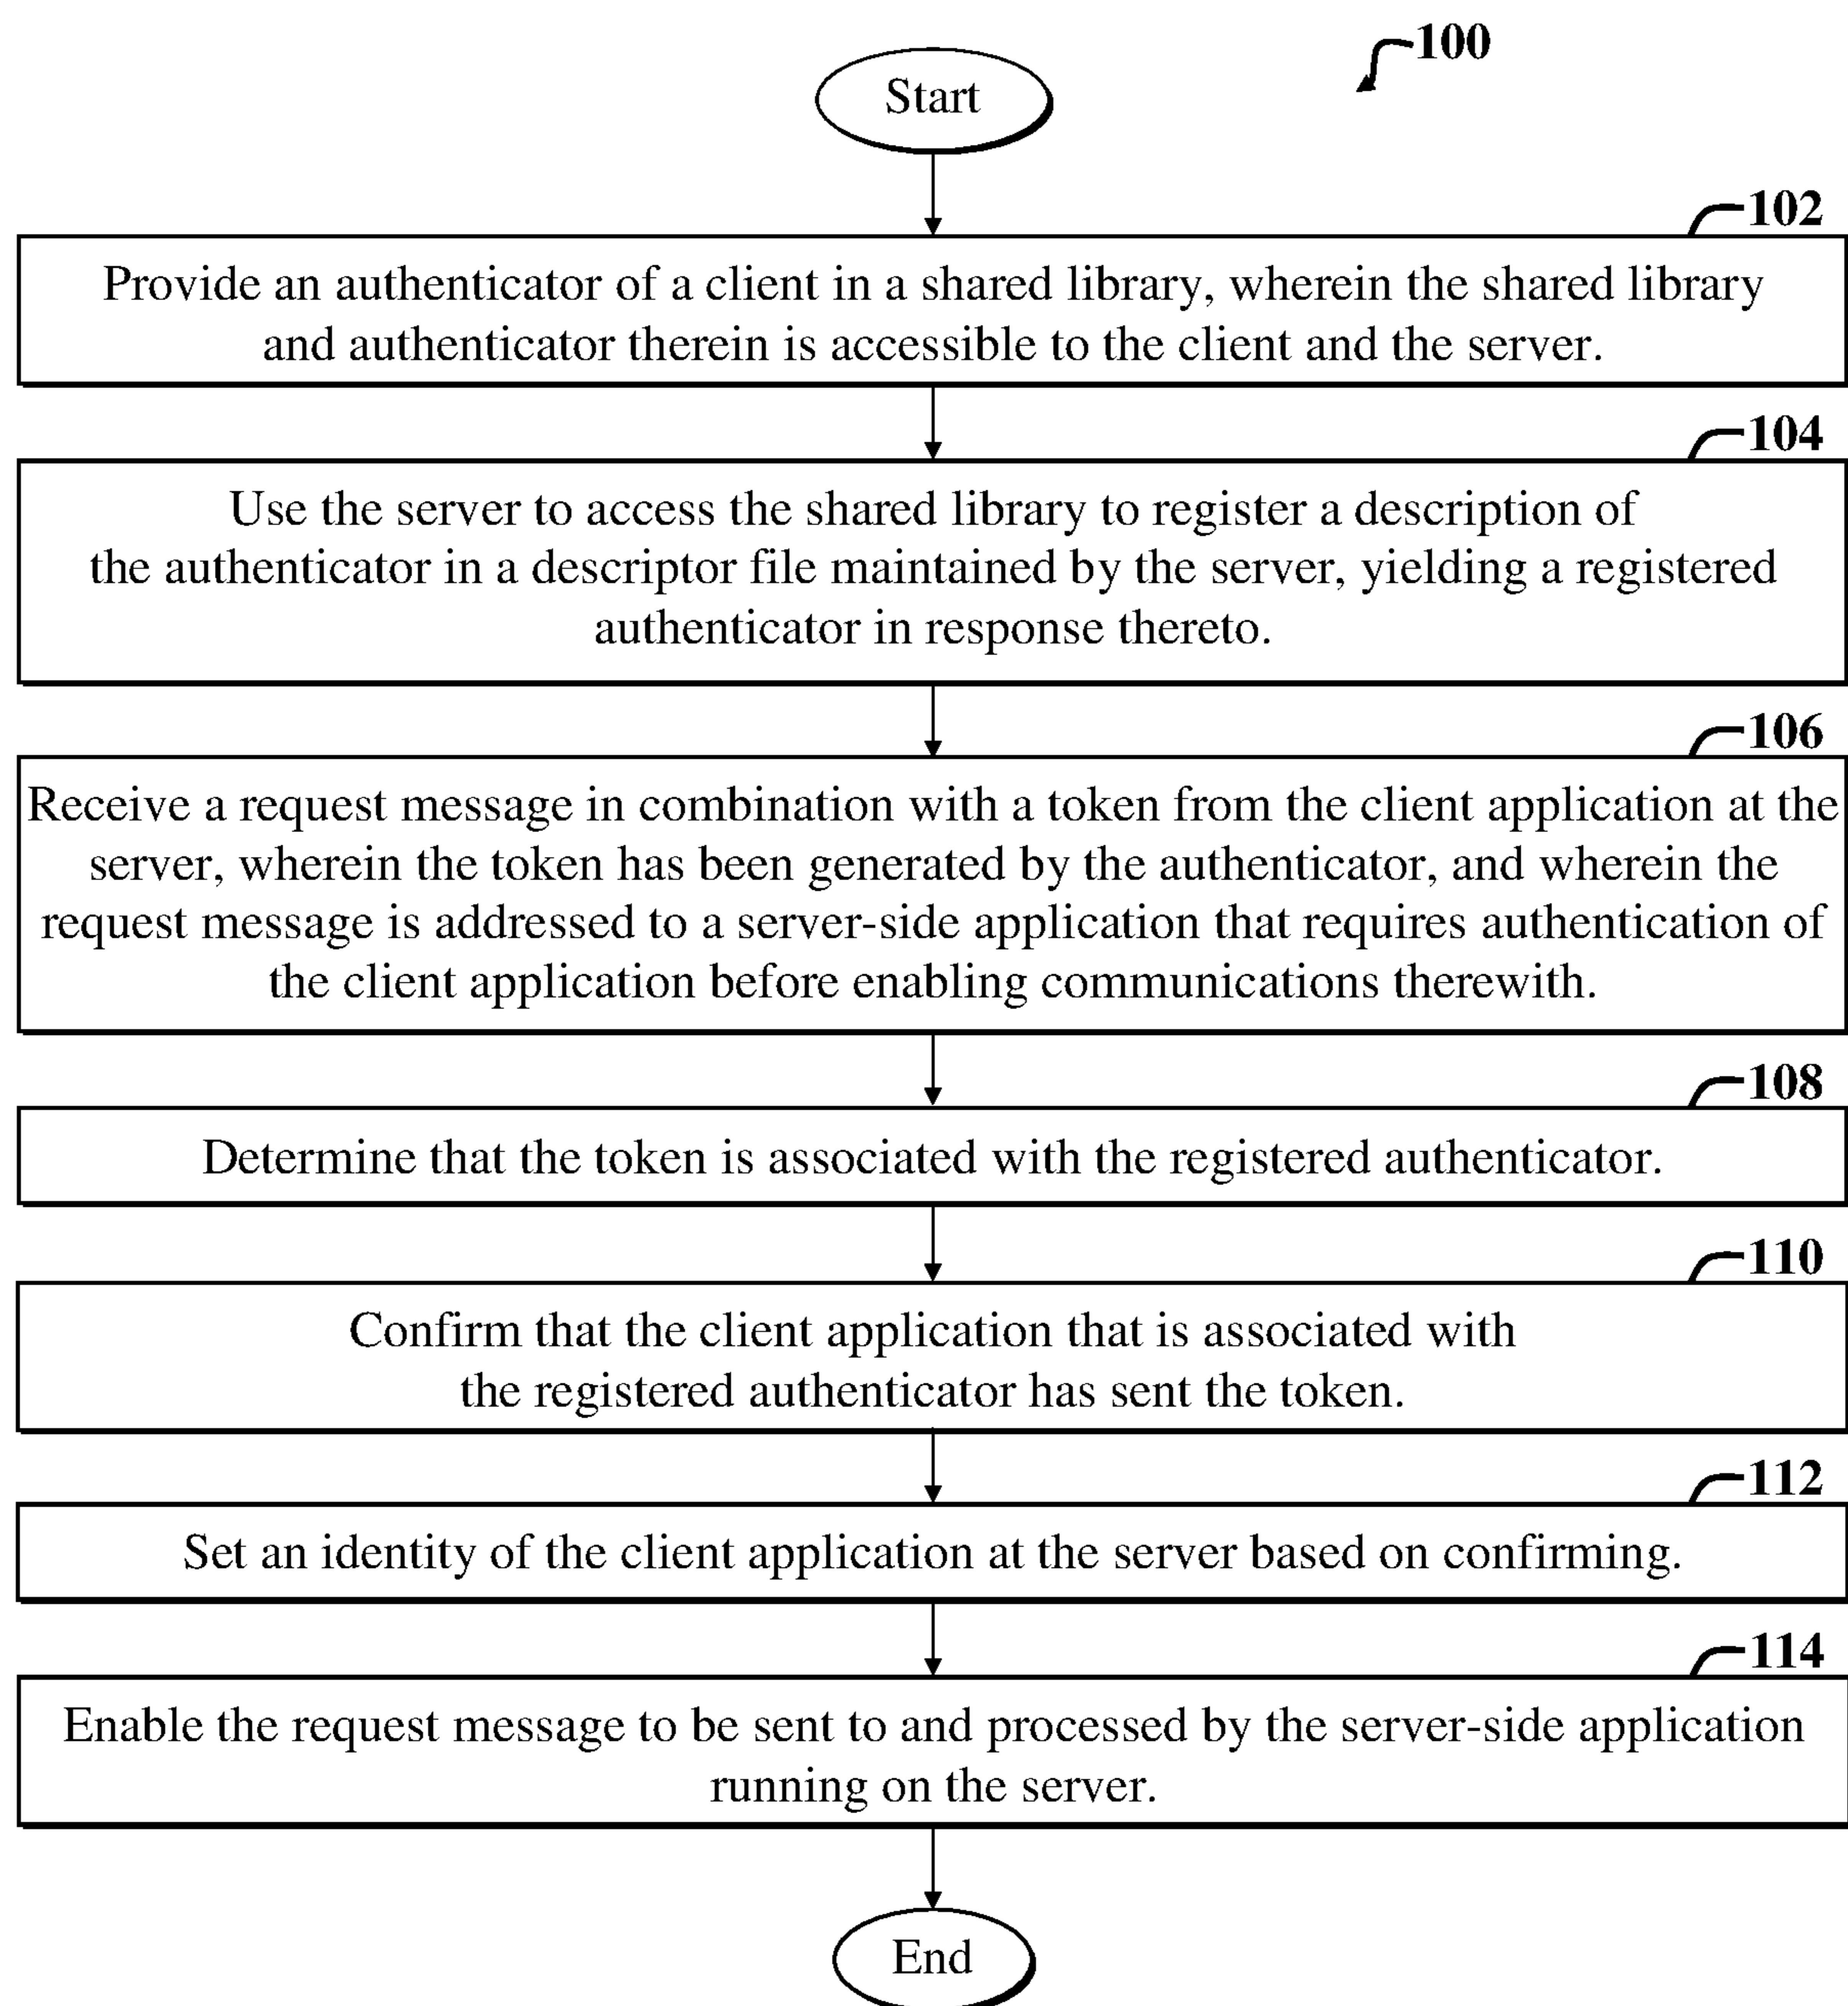 100
Start
102
Provide an authenticator of a client in a shared library, wherein the shared library
and authenticator therein is accessible to the client and the server.
104
Use the server to access the shared library to register a description of
the authenticator in a descriptor file maintained by the server, yielding a registered
authenticator in response thereto.
106
Receive a request message in combination with a token from the client application at the
server, wherein the token has been generated by the authenticator, and wherein the
request message is addressed to a server-side application that requires authentication of
the client application before enabling communications therewith.
108
Determine that the token is associated with the registered authenticator.
110
Confirm that the client application that is associated with
the registered authenticator has sent the token.
112
Set an identity of the client application at the server based on confirming.
114
Enable the request message to be sent to and processed by the server-side application
running on the server.
End